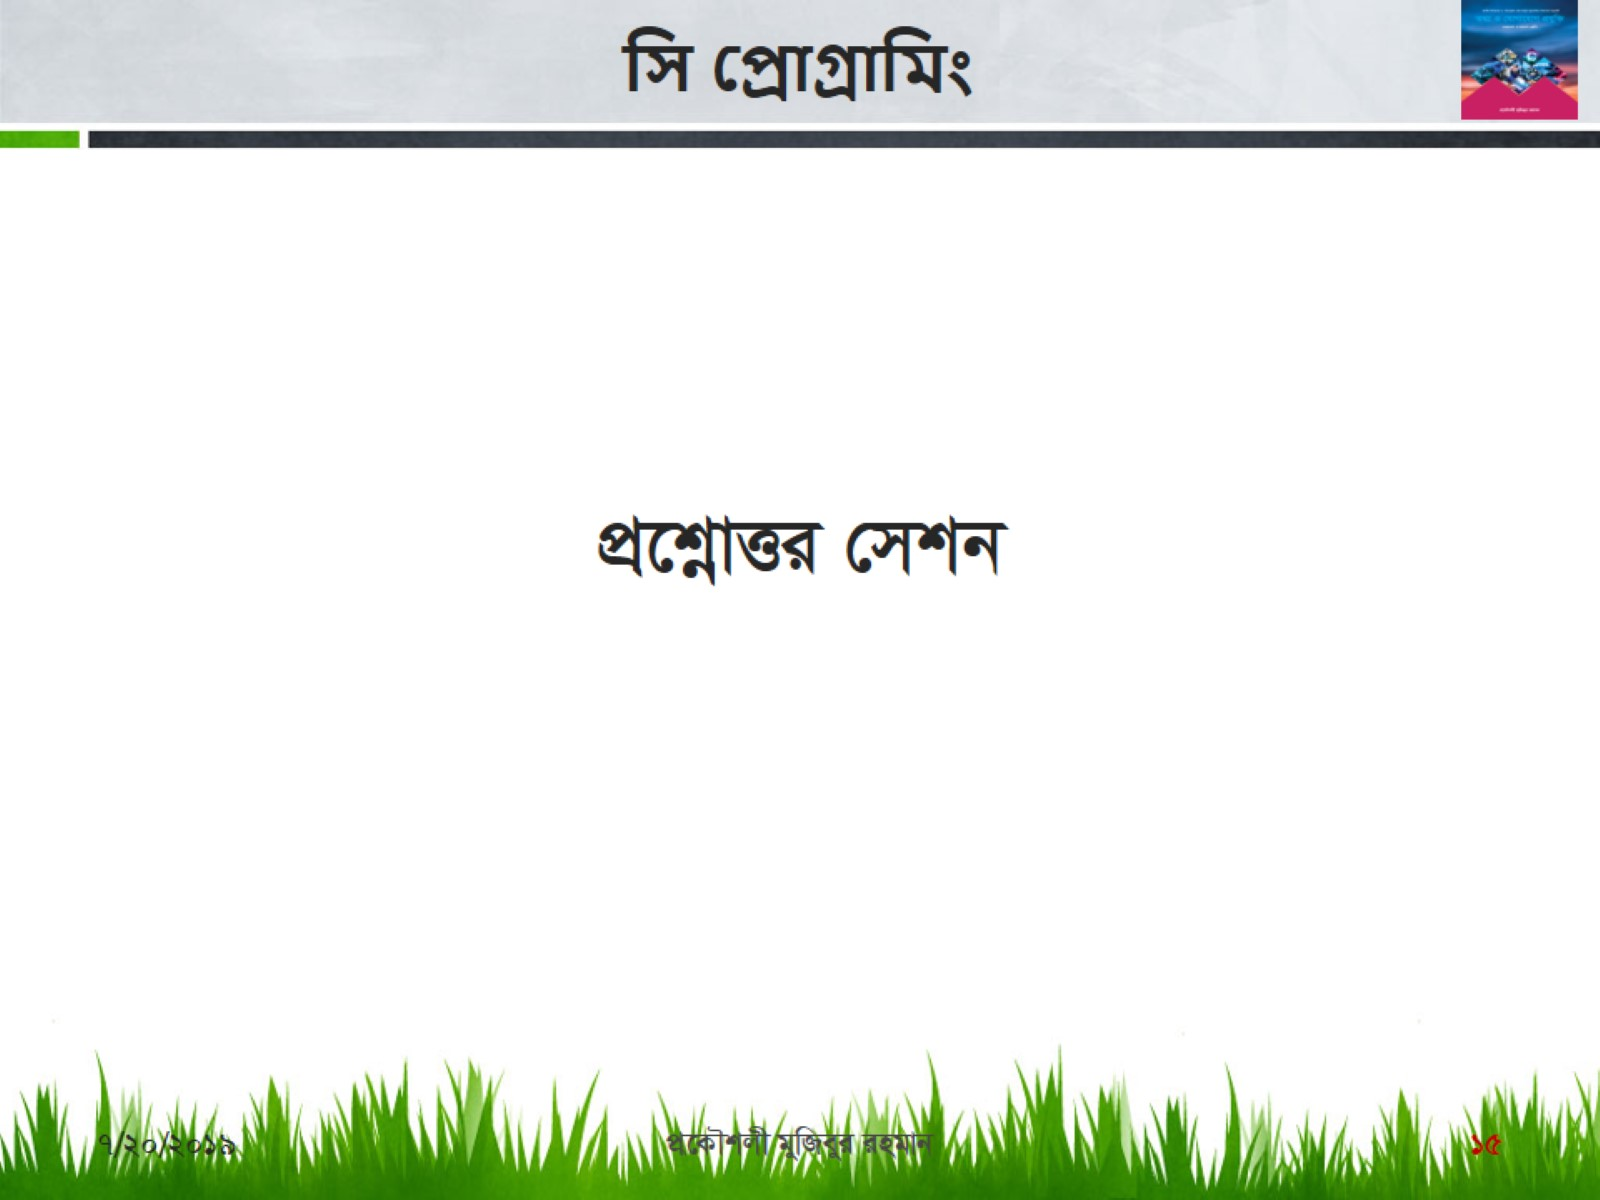 সি প্রোগ্রামিং
প্রশ্নোত্তর সেশন
৭/২০/২০১৯
প্রকৌশলী মুজিবুর রহমান
১৫